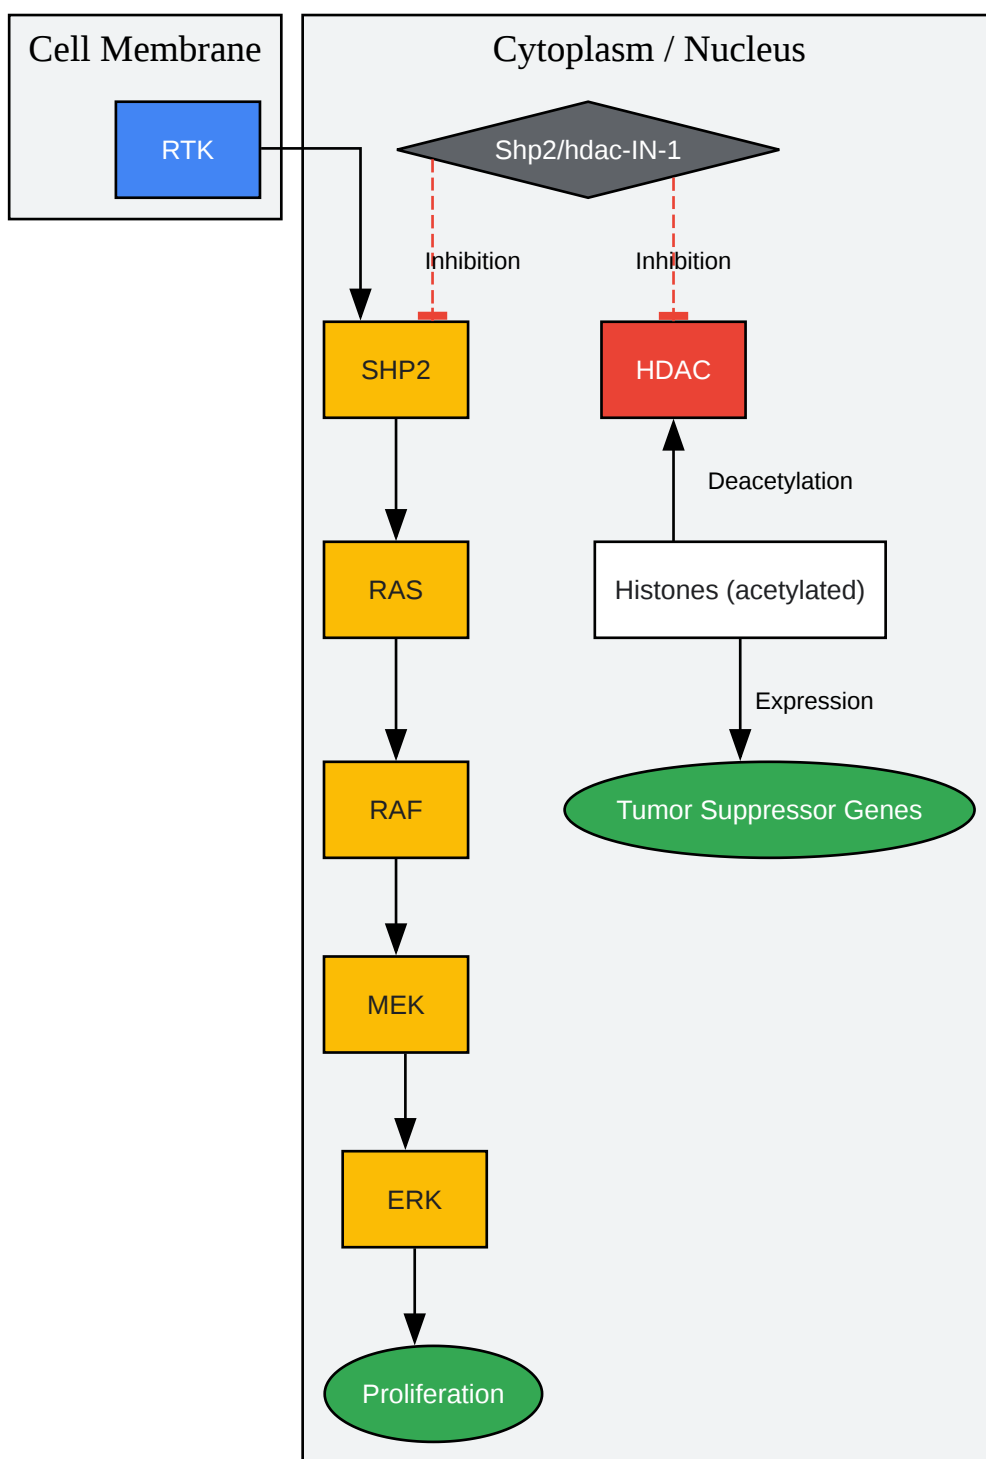 Cell Membrane
Cytoplasm / Nucleus
RTK
Shp2/hdac-IN-1
Inhibition
Inhibition
SHP2
HDAC
Deacetylation
RAS
Histones (acetylated)
Expression
RAF
Tumor Suppressor Genes
MEK
ERK
Proliferation